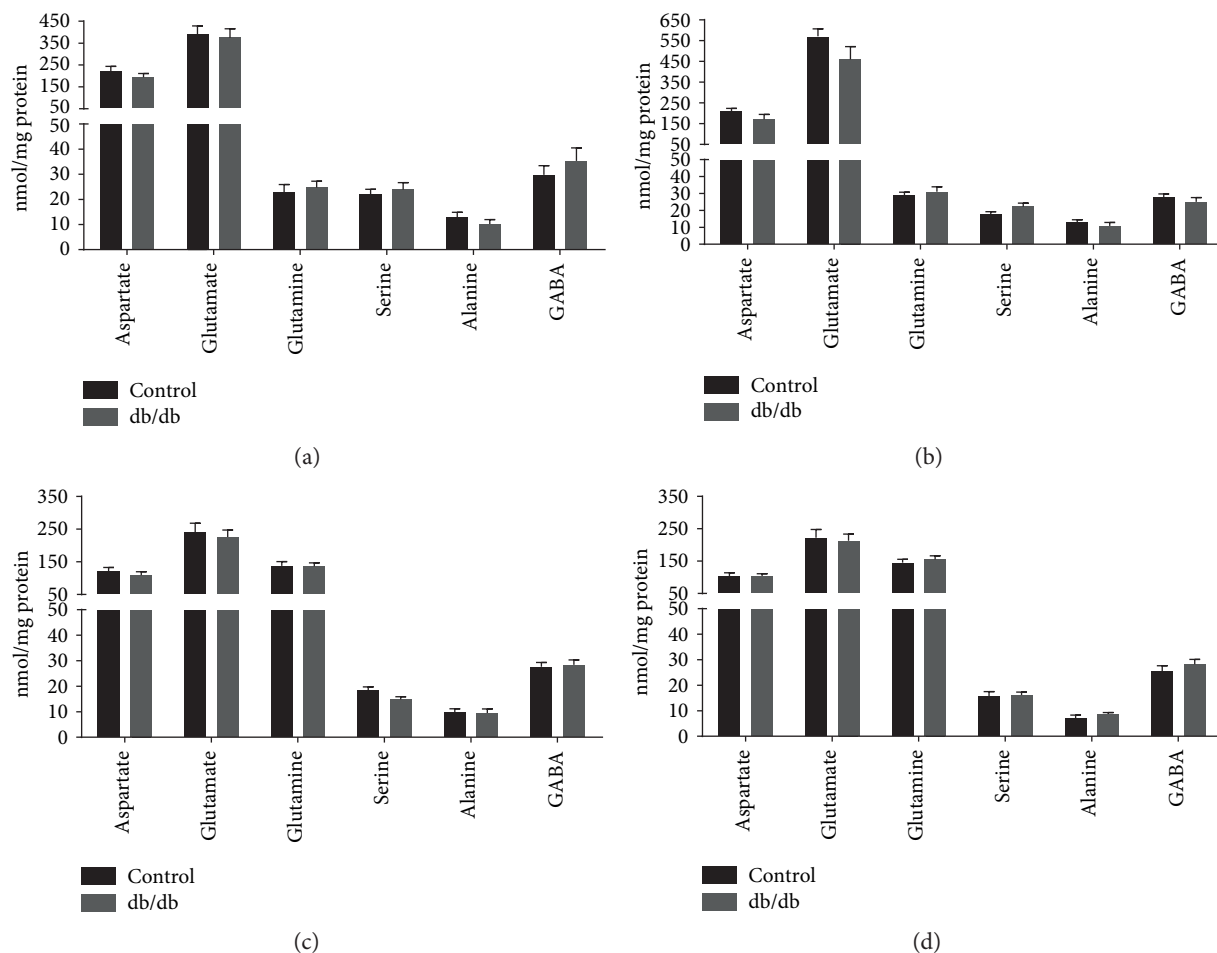 nmol/mg protein
450
350
250
150
50
50
40
30
20
10
0
Aspartate
Glutamate
Glutamine
Serine
Alanine
GABA
Control
db/db
(a)
nmol/mg protein
650
550
450
350
250
150
50
50
40
30
20
10
0
Aspartate
Glutamate
Glutamine
Serine
Alanine
GABA
Control
db/db
(b)
nmol/mg protein
350
250
150
50
50
40
30
20
10
0
Aspartate
Glutamate
Glutamine
Serine
Alanine
GABA
Control
db/db
(c)
nmol/mg protein
350
250
150
50
50
40
30
20
10
0
Aspartate
Glutamate
Glutamine
Serine
Alanine
GABA
Control
db/db
(d)